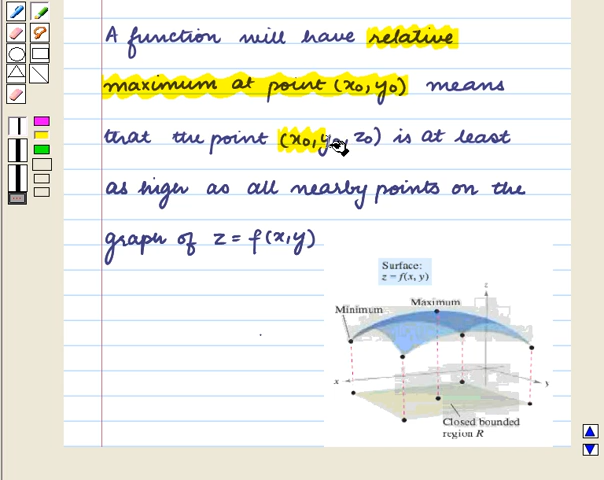 A function will have relative
maximum at point (x0, y0) means
that the point (x0, y0, z0) is at least
as high as all nearby points on the
graph of z = f(x,y)
Surface:
z = f(x, y)
Minimum
Maximum
z
x
y
Closed bounded
region R